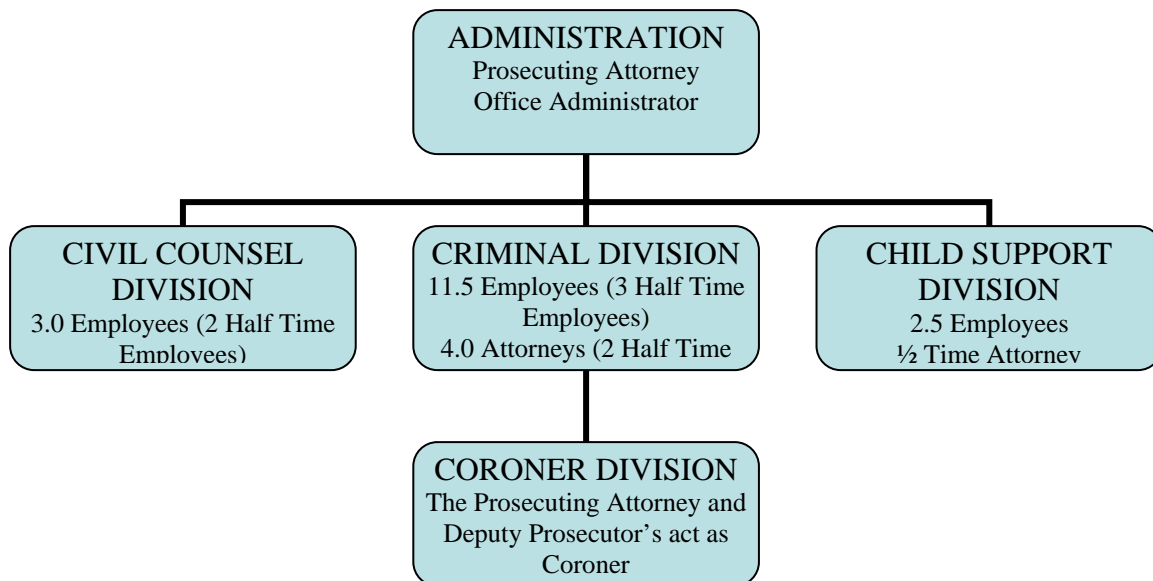 ADMINISTRATION
Prosecuting Attorney
Office Administrator
CIVIL COUNSEL
DIVISION
3.0 Employees (2 Half Time
Employees)
CRIMINAL DIVISION
11.5 Employees (3 Half Time
Employees)
4.0 Attorneys (2 Half Time
CHILD SUPPORT
DIVISION
2.5 Employees
½ Time Attorney
CORONER DIVISION
The Prosecuting Attorney and
Deputy Prosecutor’s act as
Coroner